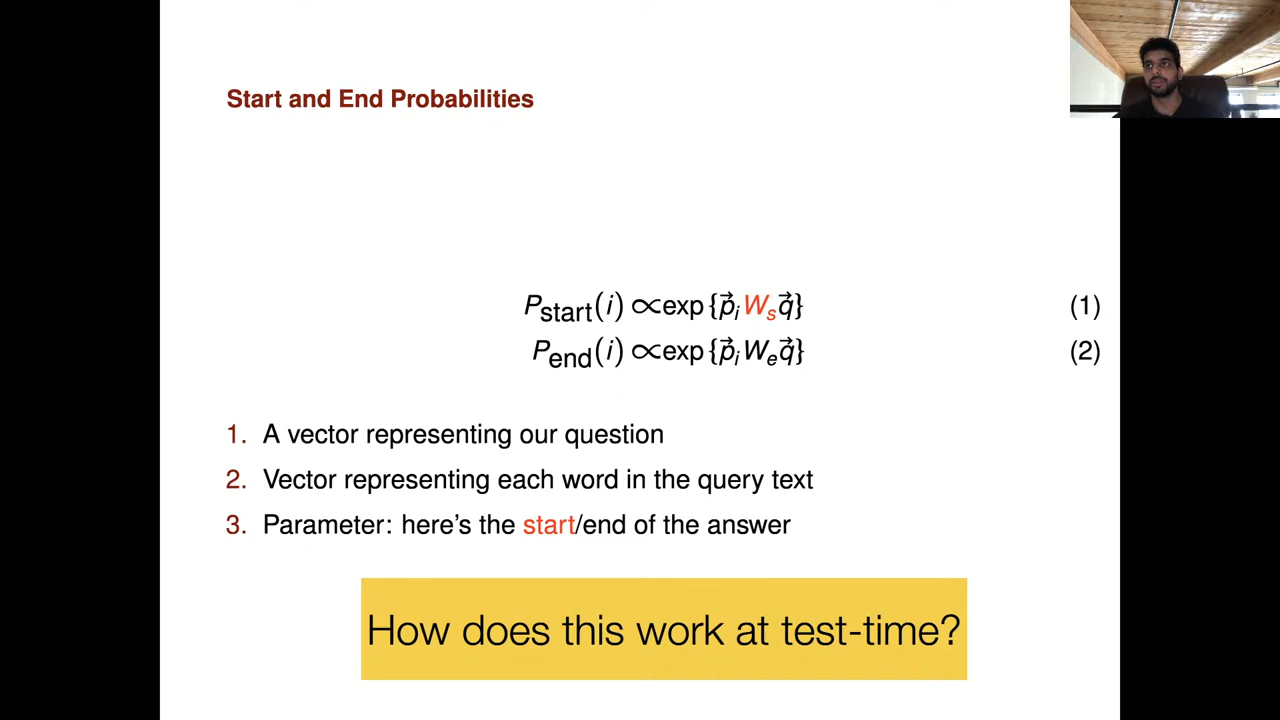 Start and End Probabilities
P_start(i) ∝exp{p⃗_i W_s q⃗} (1)
P_end(i) ∝exp{p⃗_i W_e q⃗} (2)
1. A vector representing our question
2. Vector representing each word in the query text
3. Parameter: here's the start/end of the answer
How does this work at test-time?